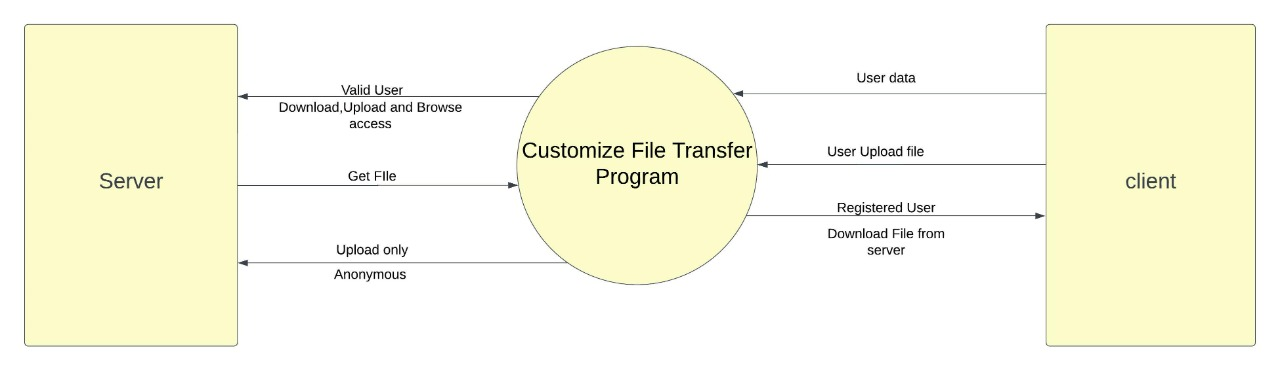 Server
Valid User
Download,Upload and Browse
access
Get FIle
Upload only
Anonymous
Customize File Transfer
Program
User data
User Upload file
Registered User
Download File from
server
client